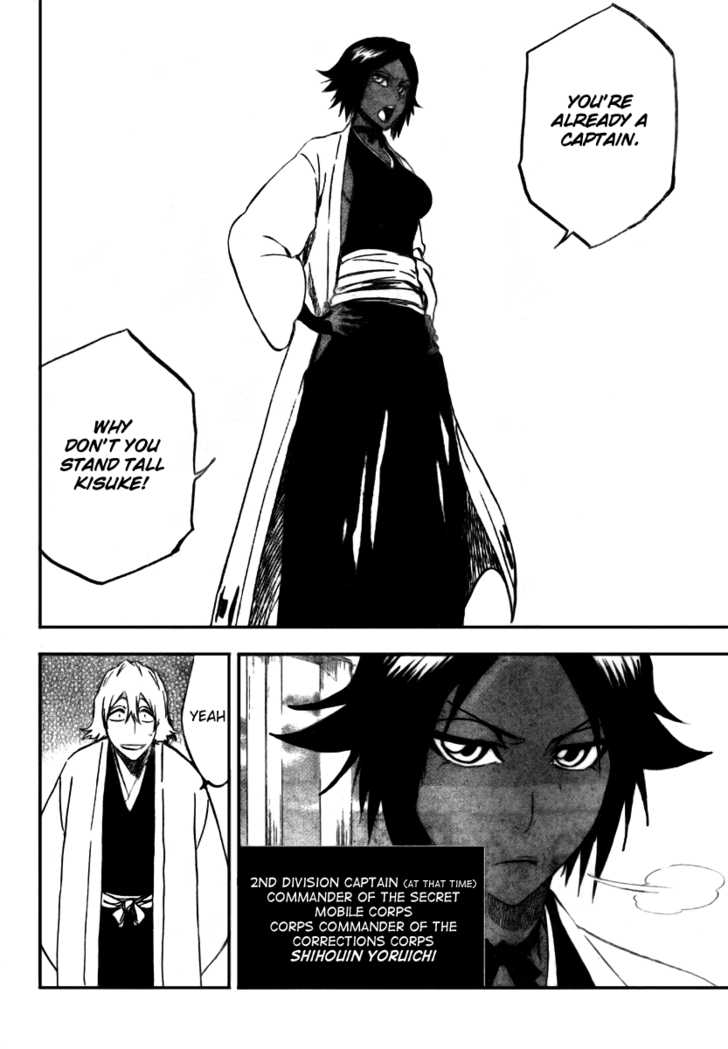 YOU'RE
ALREADY A
CAPTAIN.
WHY
DON'T YOU
STAND TALL
KISUKE!
YEAH
2ND DIVISION CAPTAIN (AT THAT TIME)
COMMANDER OF THE SECRET
MOBILE CORPS
CORPS COMMANDER OF THE
CORRECTIONS CORPS
SHIHOUIN YORUICHI